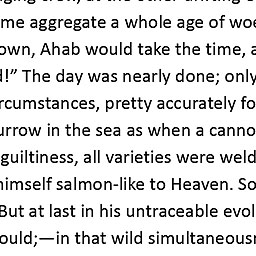 me aggregate a whole age of woe
own, Ahab would take the time, a
!” The day was nearly done; only
rcumstances, pretty accurately fo
urrow in the sea as when a canno
guiltiness, all varieties were weld
himself salmon-like to Heaven. So
But at last in his untraceable evol
ould;—in that wild simultaneousn